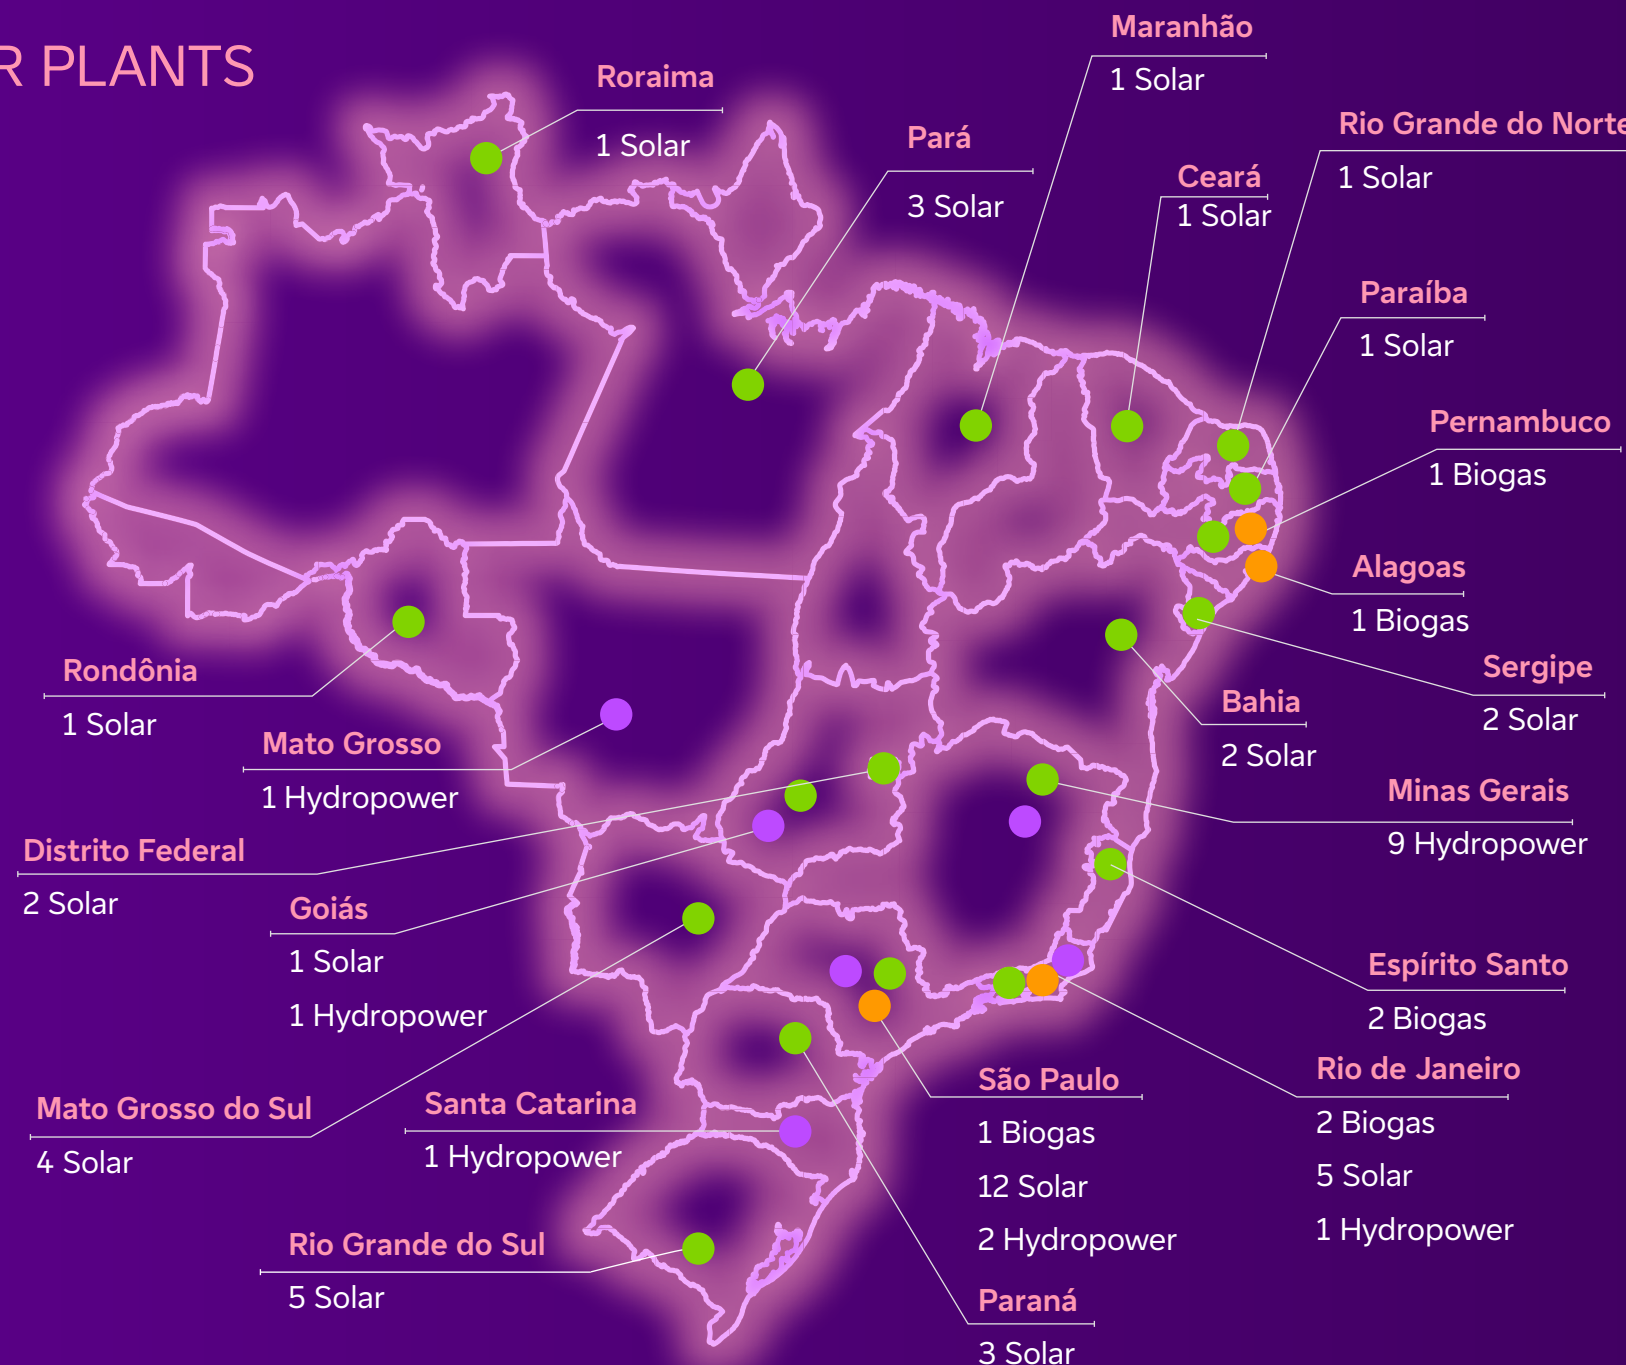 R PLANTS
Roraima
1 Solar
Pará
3 Solar
Maranhão
1 Solar
Ceará
1 Solar
Rio Grande do Norte
1 Solar
Paraíba
1 Solar
Pernambuco
1 Biogas
Alagoas
1 Biogas
Sergipe
2 Solar
Bahia
2 Solar
Minas Gerais
9 Hydropower
Espírito Santo
2 Biogas
Rio de Janeiro
2 Biogas
5 Solar
1 Hydropower
São Paulo
1 Biogas
12 Solar
2 Hydropower
Paraná
3 Solar
Rondônia
1 Solar
Mato Grosso
1 Hydropower
Distrito Federal
2 Solar
Goiás
1 Solar
1 Hydropower
Mato Grosso do Sul
4 Solar
Santa Catarina
1 Hydropower
Rio Grande do Sul
5 Solar